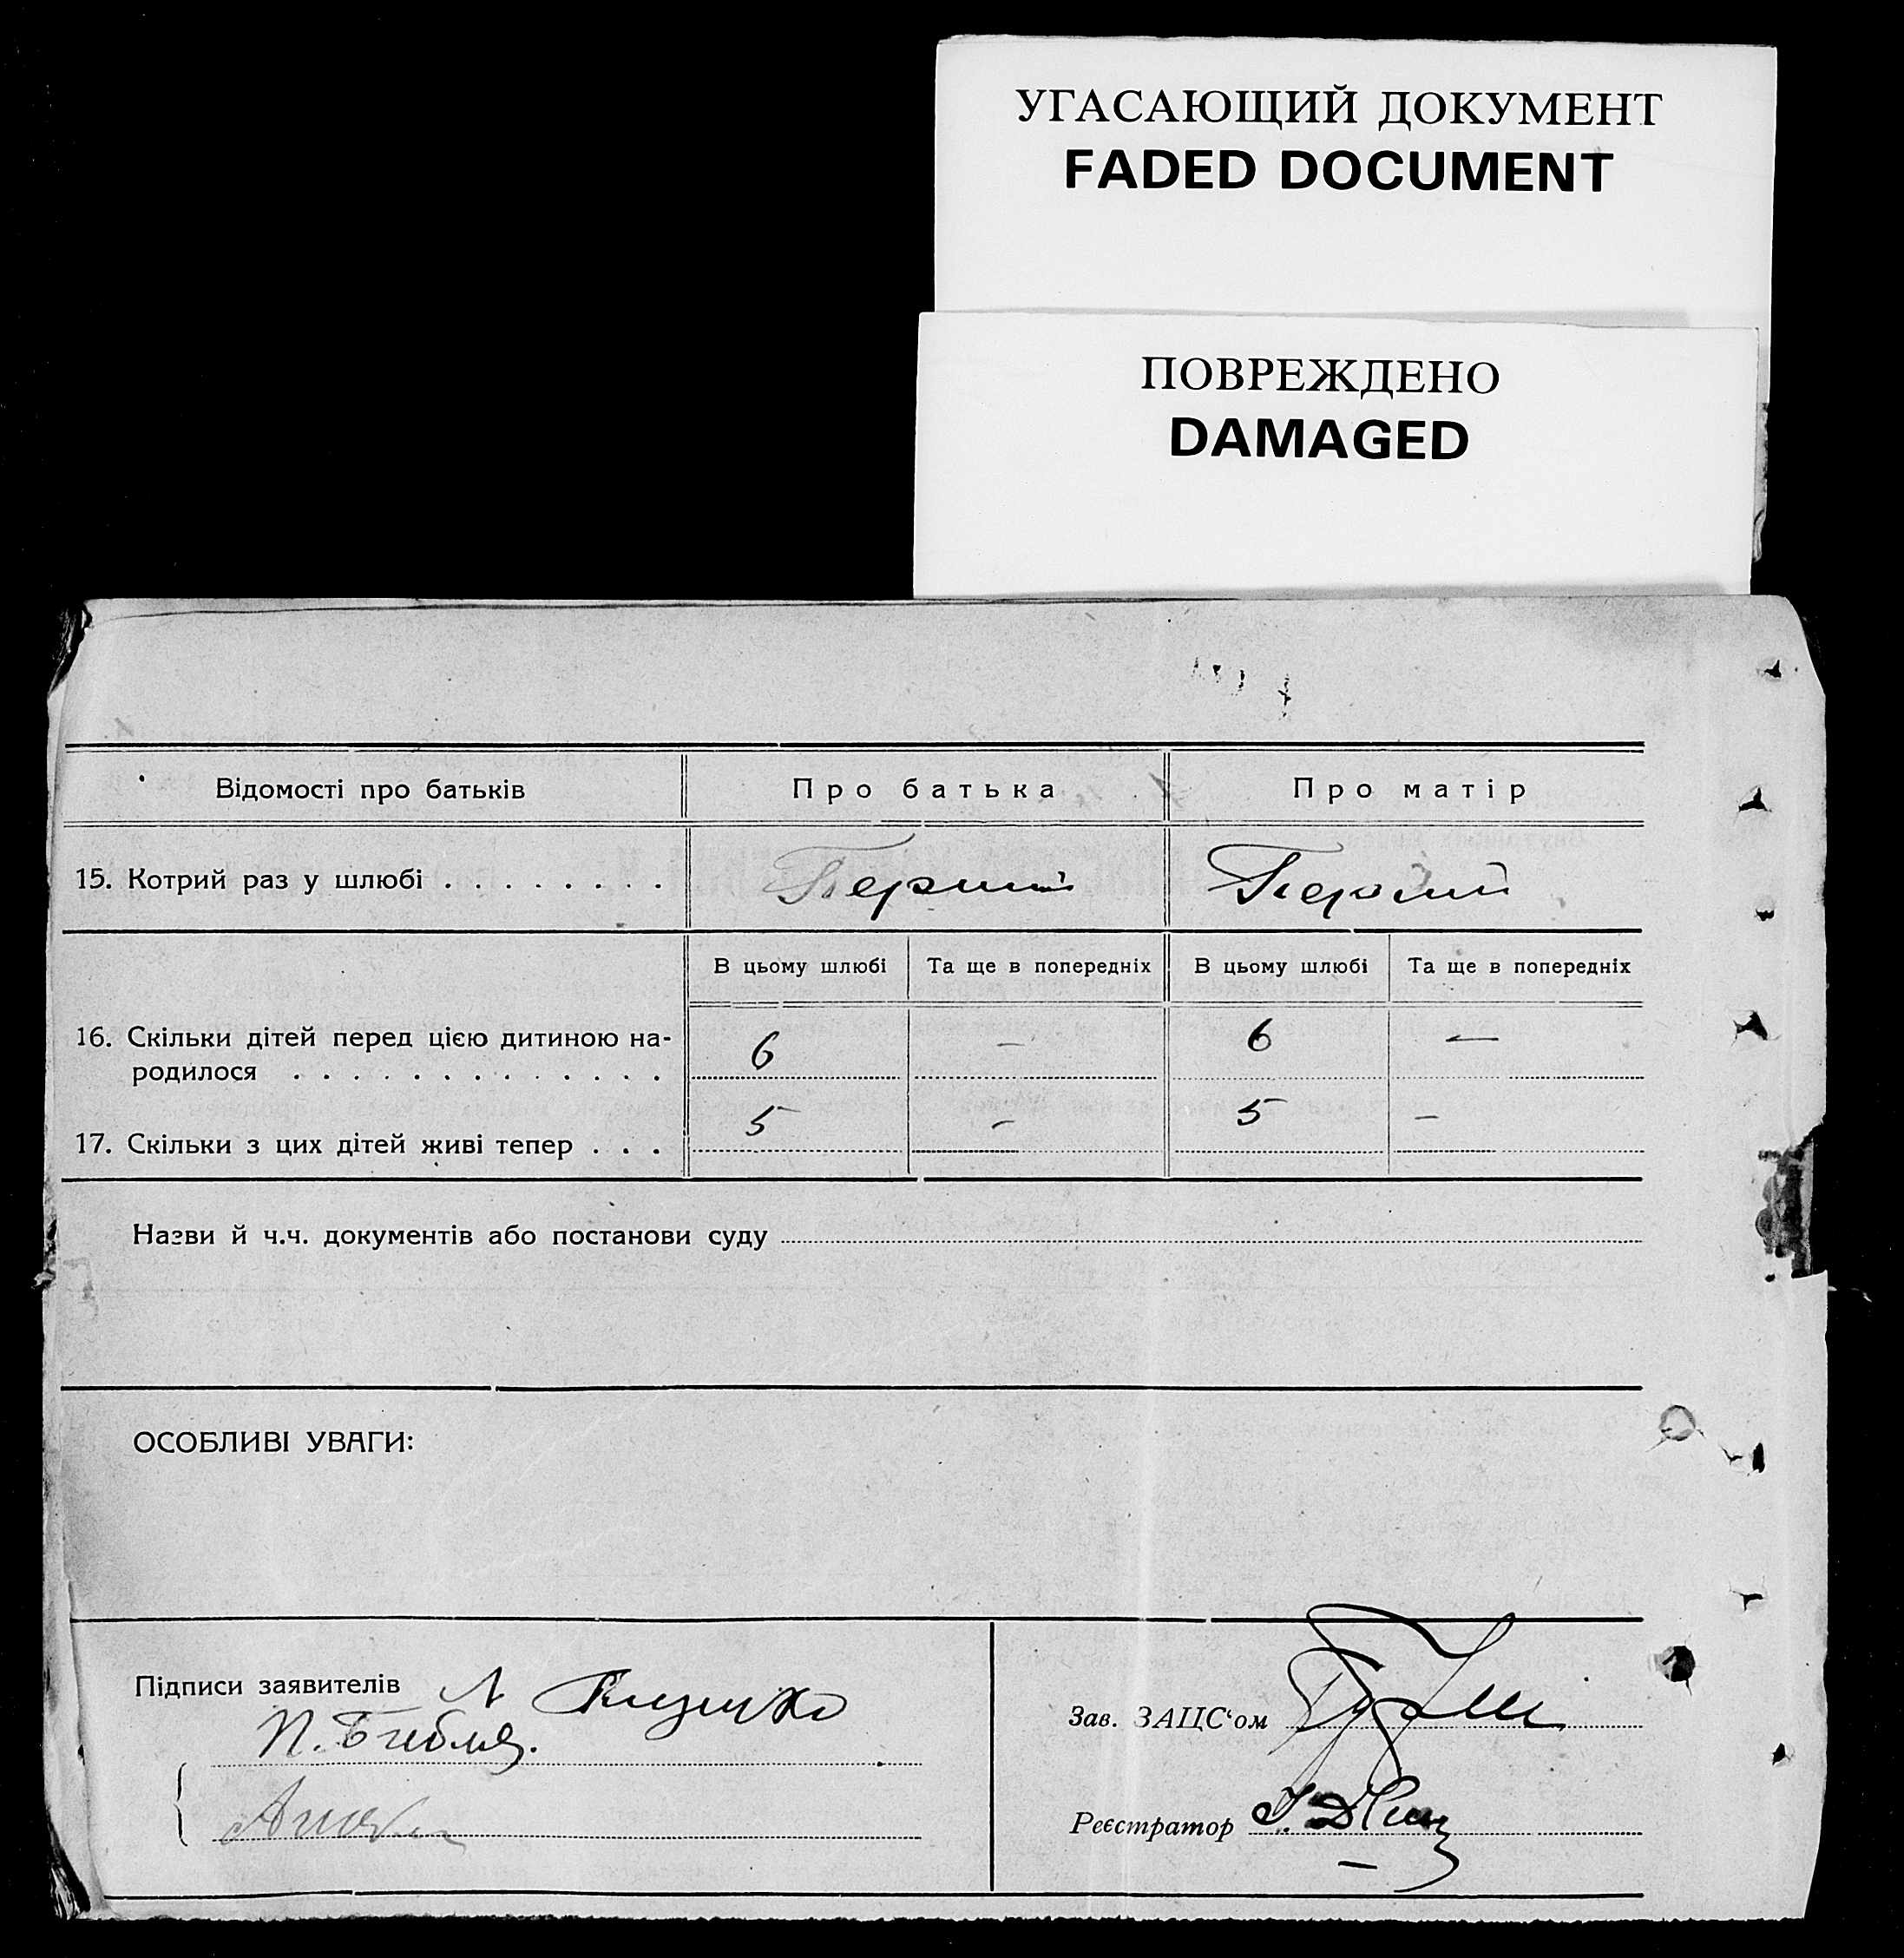 УГАСАЮЩИЙ ДОКУМЕНТ
FADED DOCUMENT
ПОВРЕЖДЕНО
DAMAGED
Відомості про батьків Про батька Про матір
15. Котрий раз у шлюбі . . . . . . . . Перший Перший
В цьому шлюбі Та ще в попередніх В цьому шлюбі Та ще в попередніх
16. Скільки дітей перед цією дитиною на-
родилося . . . . . . . . . . . . . 6 — 6 —
17. Скільки з цих дітей живі тепер . . . 5 – 5 –
Назви й ч.ч. документів або постанови суду
ОСОБЛИВІ УВАГИ:
Підписи заявителів
П. Библя.
Зав. ЗАЦС‘ом
Реєстратор